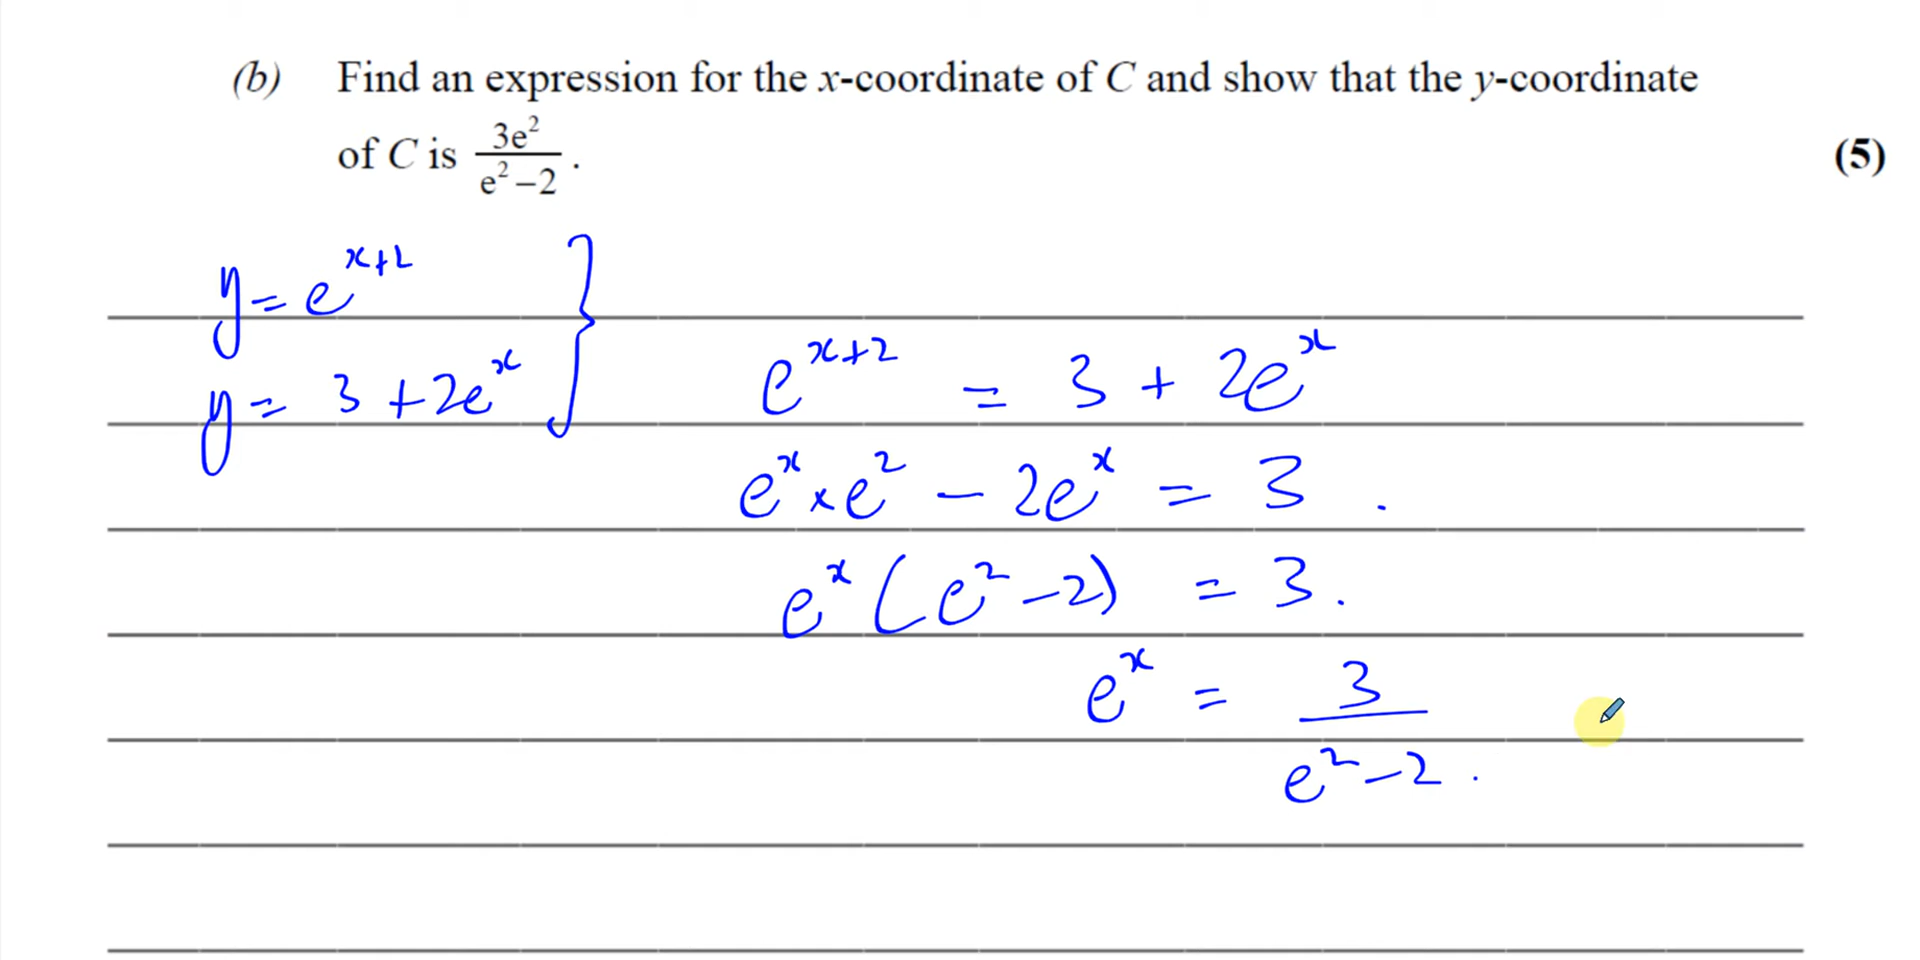 (b) Find an expression for the x-coordinate of C and show that the y-coordinate
of C is 3e²/(e² − 2) .
(5)
y = e^(x+2)
y = 3 + 2e^x
e^(x+2) = 3 + 2e^x
e^x × e² − 2e^x = 3 .
e^x (e² − 2) = 3 .
e^x = 3/(e² − 2) .